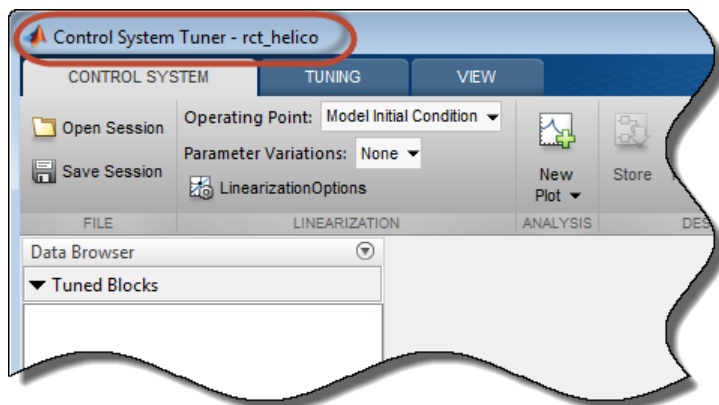 Control System Tuner - rct_helico
CONTROL SYSTEM TUNING VIEW
Open Session
Save Session
FILE
Operating Point: Model Initial Condition
Parameter Variations: None
LinearizationOptions
LINEARIZATION
New
Plot
ANALYSIS
Store
DES
Data Browser
Tuned Blocks